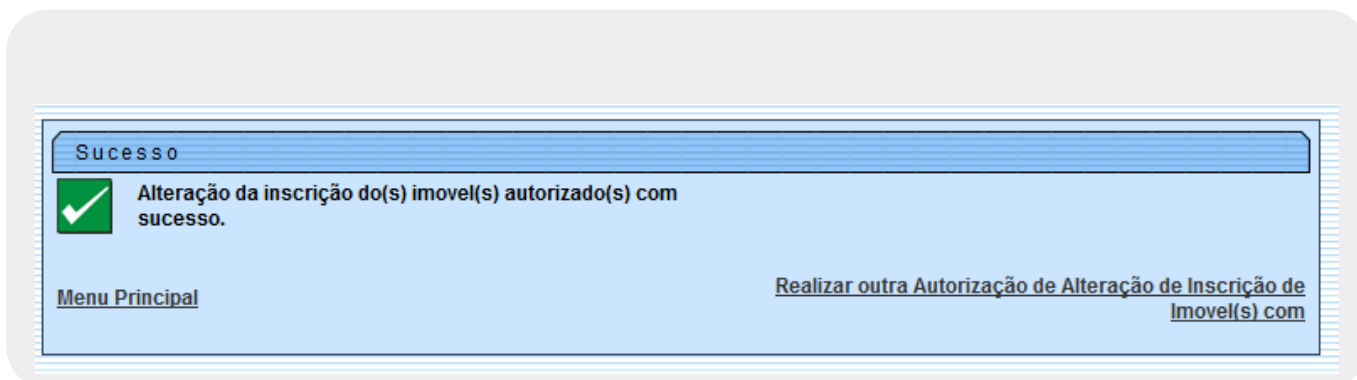 Sucesso
Alteração da inscrição do(s) imovel(s) autorizado(s) com
sucesso.
Menu Principal
Realizar outra Autorização de Alteração de Inscrição de
Imovel(s) com